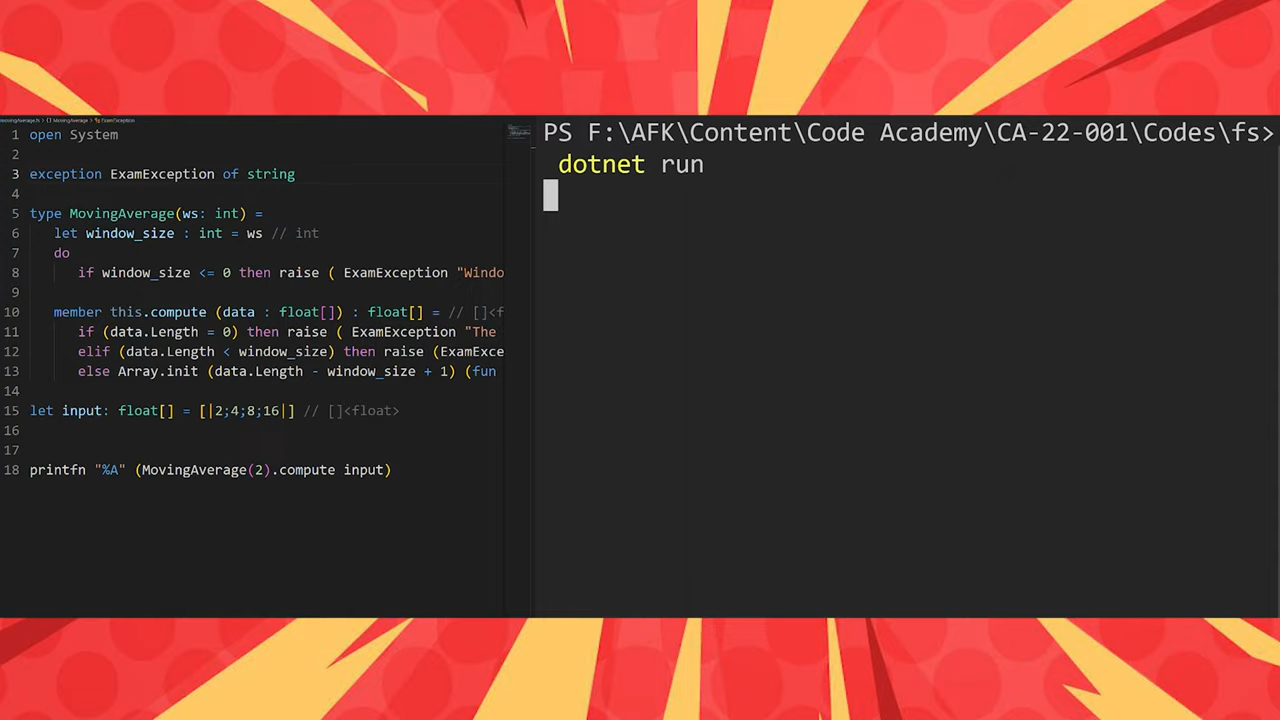 movingAverage.fs > {} MovingAverage > ExamException
1 open System
2
3 exception ExamException of string
4
5 type MovingAverage(ws: int) =
6 let window_size : int = ws // int
7 do
8 if window_size <= 0 then raise ( ExamException "Windo
9
10 member this.compute (data : float[]) : float[] = // []<f
11 if (data.Length = 0) then raise ( ExamException "The
12 elif (data.Length < window_size) then raise (ExamExce
13 else Array.init (data.Length - window_size + 1) (fun
14
15 let input: float[] = [|2;4;8;16|] // []<float>
16
17
18 printfn "%A" (MovingAverage(2).compute input)
PS F:\AFK\Content\Code Academy\CA-22-001\Codes\fs>
dotnet run